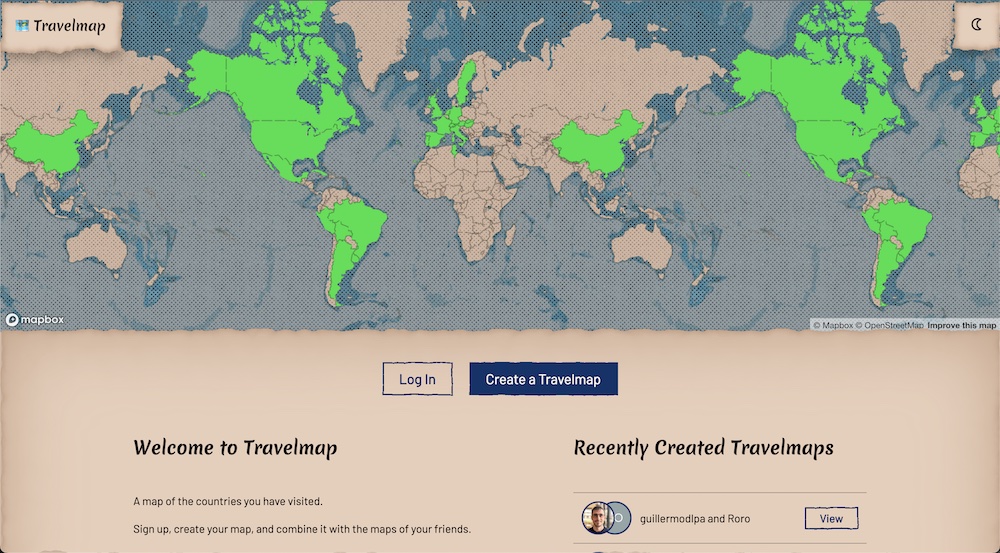 Travelmap
mapbox
© Mapbox © OpenStreetMap Improve this map
Log In
Create a Travelmap
Welcome to Travelmap
Recently Created Travelmaps
A map of the countries you have visited.
Sign up, create your map, and combine it with the maps of your friends.
guillermodlpa and Roro
View